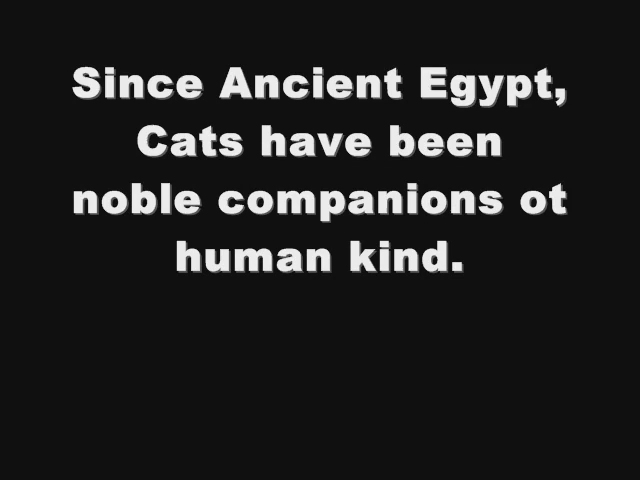 Since Ancient Egypt,
Cats have been
noble companions ot
human kind.